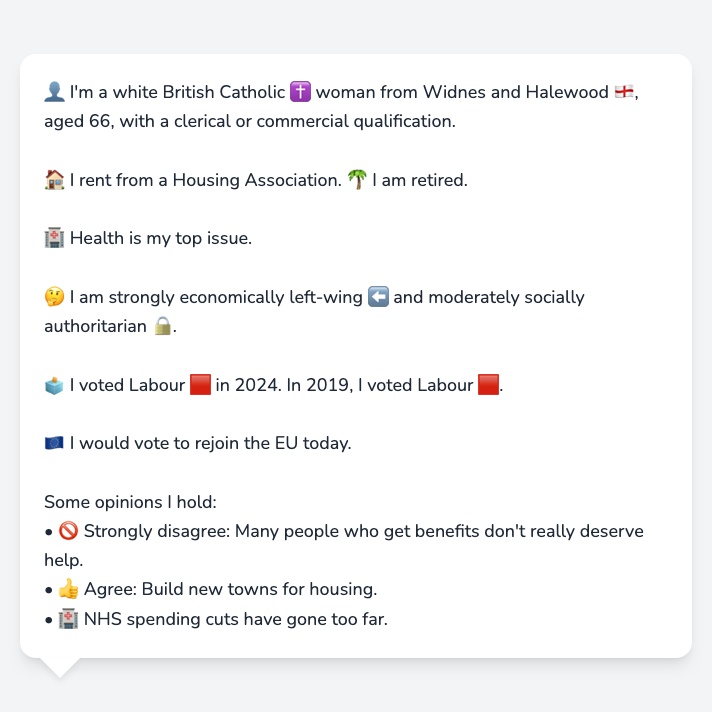 👤 I'm a white British Catholic ✝️ woman from Widnes and Halewood 🏴󠁧󠁢󠁥󠁮󠁧󠁿,
aged 66, with a clerical or commercial qualification.
🏠 I rent from a Housing Association. 🌴 I am retired.
🏥 Health is my top issue.
🤔 I am strongly economically left-wing ⬅️ and moderately socially
authoritarian 🔒.
🗳️ I voted Labour 🟥 in 2024. In 2019, I voted Labour 🟥.
🇪🇺 I would vote to rejoin the EU today.
Some opinions I hold:
• 🚫 Strongly disagree: Many people who get benefits don't really deserve
help.
• 👍 Agree: Build new towns for housing.
• 🏥 NHS spending cuts have gone too far.